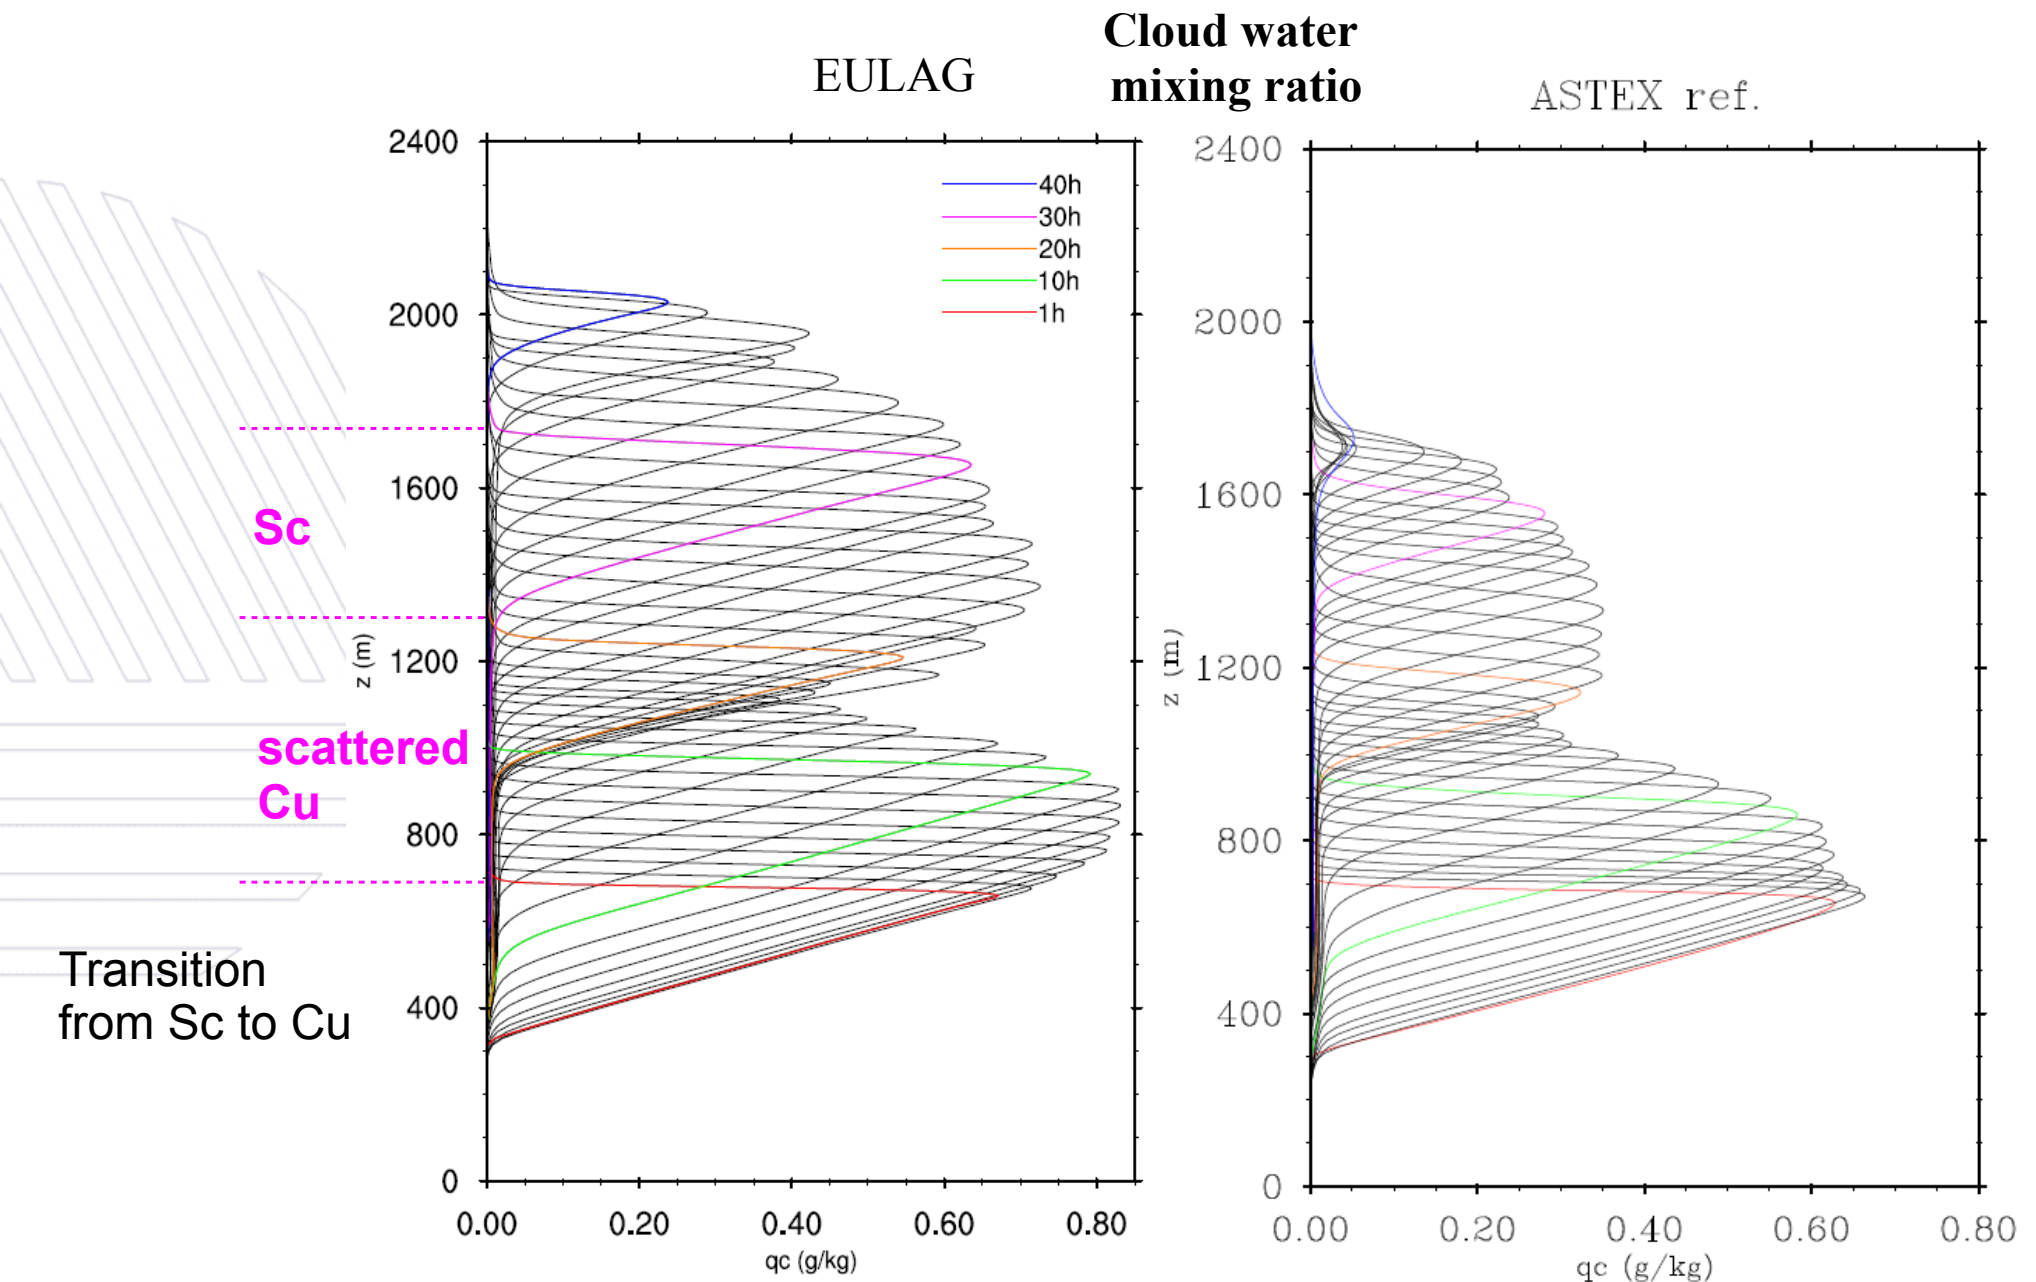 Cloud water
mixing ratio
EULAG
ASTEX ref.
2400
2000
1600
1200
800
400
0
z (m)
0.00 0.20 0.40 0.60 0.80
qc (g/kg)
40h
30h
20h
10h
1h
Sc
scattered
Cu
Transition
from Sc to Cu
2400
2000
1600
1200
800
400
0
z (m)
0.00 0.20 0.40 0.60 0.80
qc (g/kg)